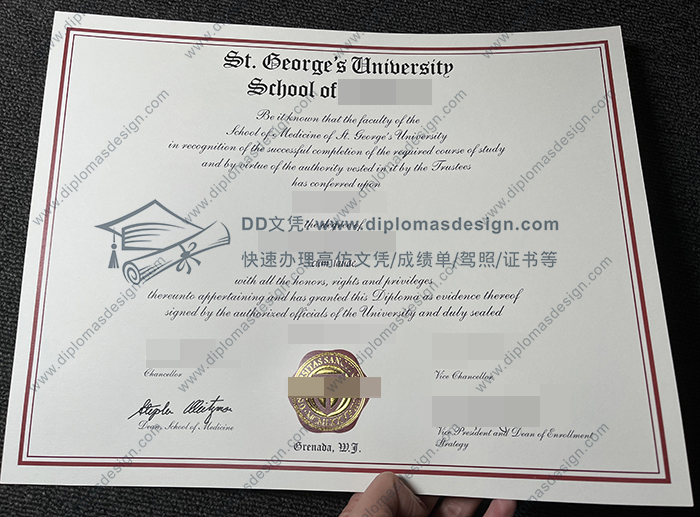 St. George's University
School of
Be it known that the faculty of the
School of Medicine of St. George's University
in recognition of the successful completion of the required course of study
and by virtue of the authority vested in it by the Trustees
has conferred upon
DD文凭: www.diplomasdesign.com
the degree of
快速办理高仿文凭/成绩单/驾照/证书等
cum laude
with all the honors, rights and privileges
thereunto appertaining and has granted this Diploma as evidence thereof
signed by the authorized officials of the University and duly sealed
Chancellor
Vice Chancellor
Dean, School of Medicine
Vice President and Dean of Enrollment
Strategy
Grenada, W.I.
www.diplomasdesign.com